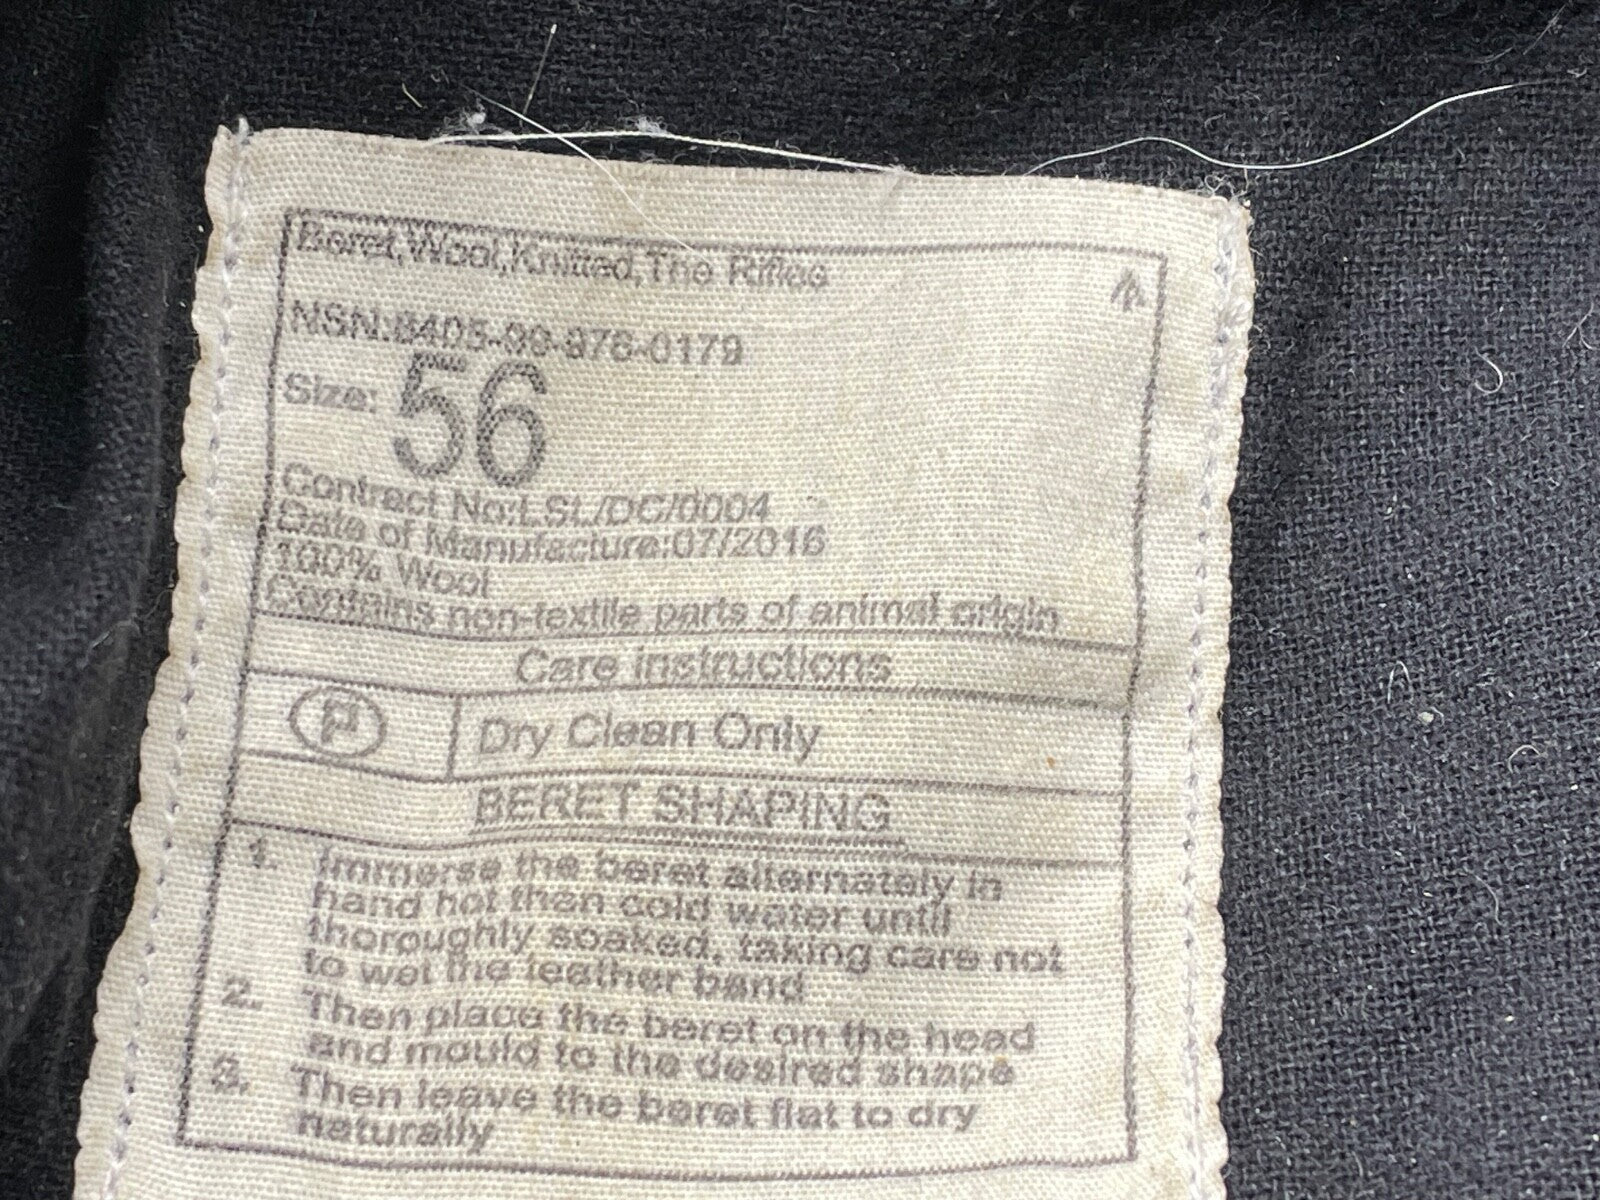 Beret,Wool,Knitted,The Rifles
NSN:8405-99-978-0179
Size: 56
Contract No:LSL/DC/0004
Date of Manufacture:07/2016
100% Wool
Contains non-textile parts of animal origin
Care instructions
P Dry Clean Only
BERET SHAPING
1. Immerse the beret alternately in
hand hot then cold water until
thoroughly soaked, taking care not
to wet the leather band
2. Then place the beret on the head
and mould to the desired shape
3. Then leave the beret flat to dry
naturally